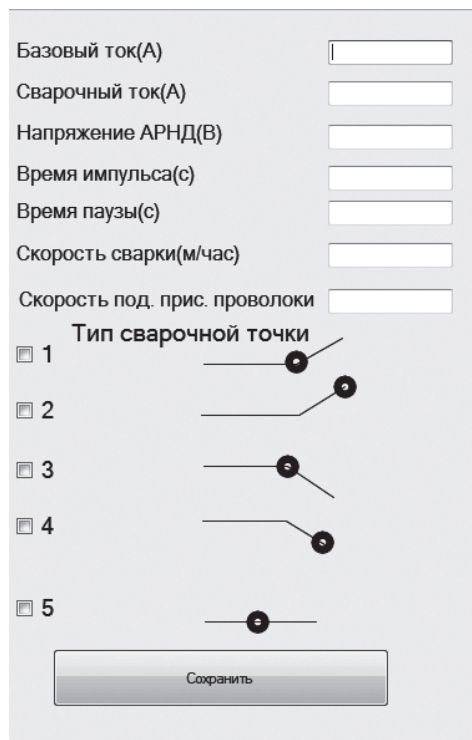 Базовый ток(А)
Сварочный ток(А)
Напряжение АРНД(В)
Время импульса(с)
Время паузы(с)
Скорость сварки(м/час)
Скорость под. прис. проволоки
Тип сварочной точки
1
2
3
4
5
Сохранить